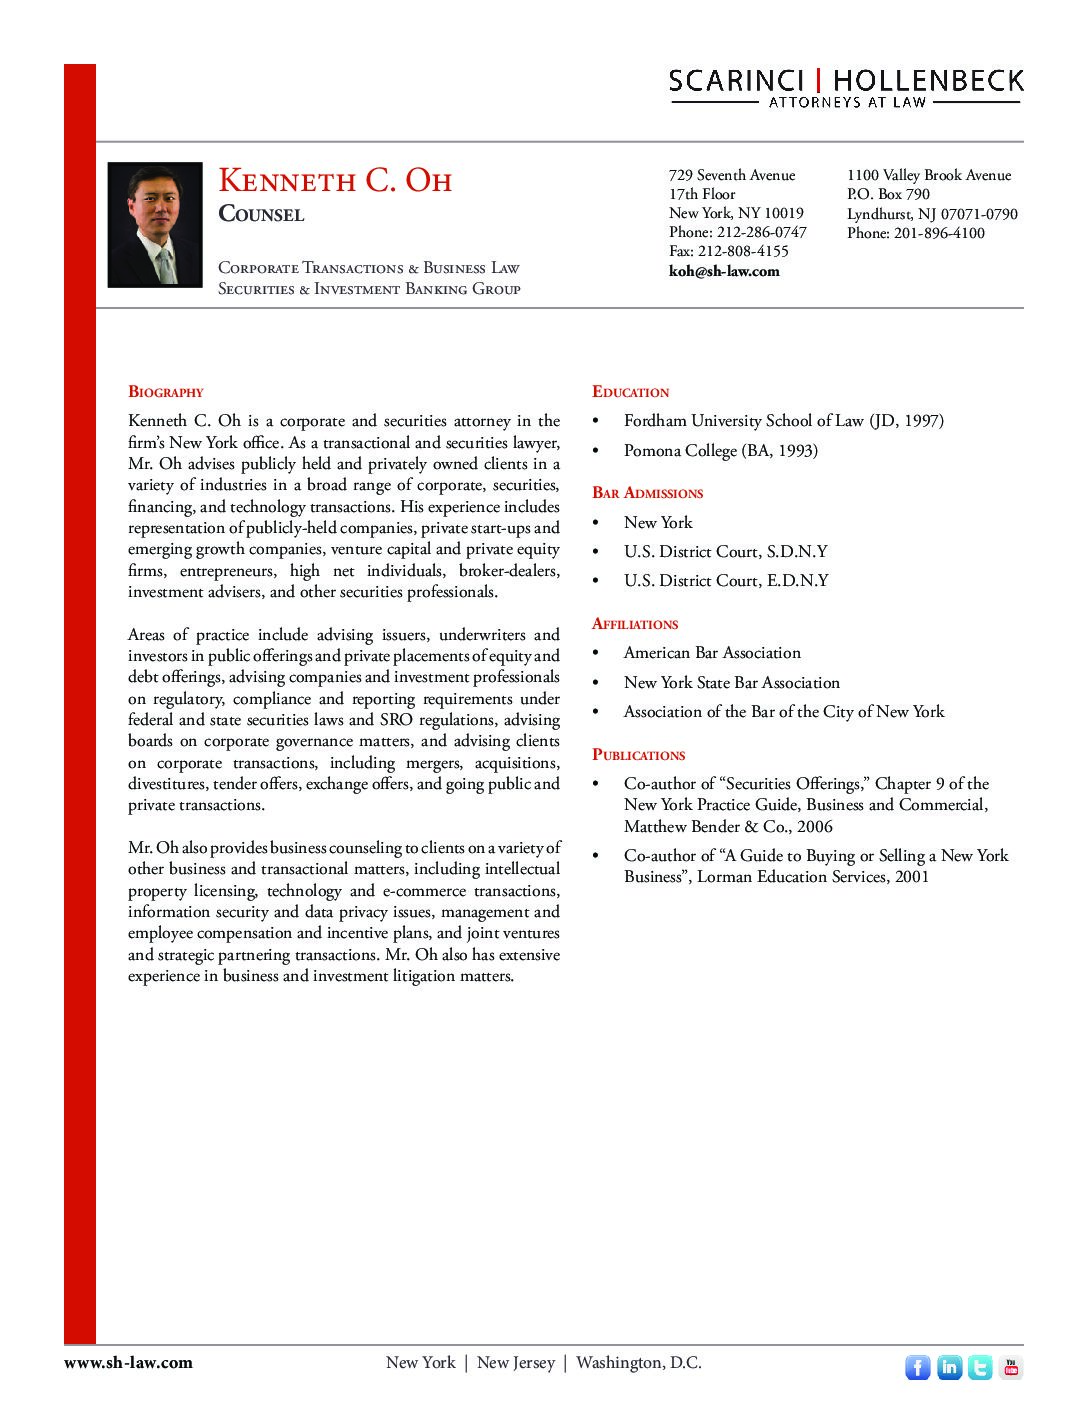 SCARINCI | HOLLENBECK
ATTORNEYS AT LAW
Kenneth C. Oh
Counsel
Corporate Transactions & Business Law
Securities & Investment Banking Group
729 Seventh Avenue
17th Floor
New York, NY 10019
Phone: 212-286-0747
Fax: 212-808-4155
koh@sh-law.com
1100 Valley Brook Avenue
P.O. Box 790
Lyndhurst, NJ 07071-0790
Phone: 201-896-4100
Biography
Kenneth C. Oh is a corporate and securities attorney in the
firm's New York office. As a transactional and securities lawyer,
Mr. Oh advises publicly held and privately owned clients in a
variety of industries in a broad range of corporate, securities,
financing, and technology transactions. His experience includes
representation of publicly-held companies, private start-ups and
emerging growth companies, venture capital and private equity
firms, entrepreneurs, high net individuals, broker-dealers,
investment advisers, and other securities professionals.
Areas of practice include advising issuers, underwriters and
investors in public offerings and private placements of equity and
debt offerings, advising companies and investment professionals
on regulatory, compliance and reporting requirements under
federal and state securities laws and SRO regulations, advising
boards on corporate governance matters, and advising clients
on corporate transactions, including mergers, acquisitions,
divestitures, tender offers, exchange offers, and going public and
private transactions.
Mr. Oh also provides business counseling to clients on a variety of
other business and transactional matters, including intellectual
property licensing, technology and e-commerce transactions,
information security and data privacy issues, management and
employee compensation and incentive plans, and joint ventures
and strategic partnering transactions. Mr. Oh also has extensive
experience in business and investment litigation matters.
Education
• Fordham University School of Law (JD, 1997)
• Pomona College (BA, 1993)
Bar Admissions
• New York
• U.S. District Court, S.D.N.Y
• U.S. District Court, E.D.N.Y
Affiliations
• American Bar Association
• New York State Bar Association
• Association of the Bar of the City of New York
Publications
• Co-author of "Securities Offerings," Chapter 9 of the
New York Practice Guide, Business and Commercial,
Matthew Bender & Co., 2006
• Co-author of "A Guide to Buying or Selling a New York
Business", Lorman Education Services, 2001
www.sh-law.com
New York | New Jersey | Washington, D.C.
f
in
t
You
Tube